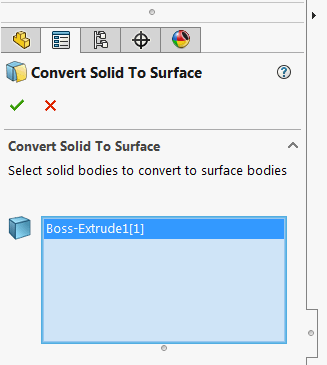 Convert Solid To Surface
Convert Solid To Surface
Select solid bodies to convert to surface bodies
Boss-Extrude1[1]